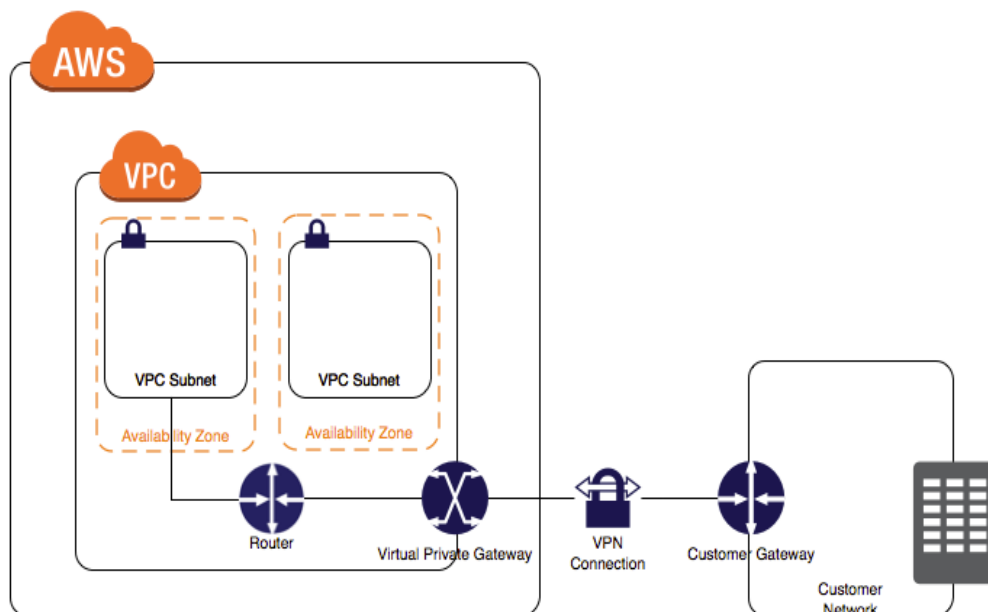 AWS
VPC
VPC Subnet
VPC Subnet
Availability Zone
Availability Zone
Router
Virtual Private Gateway
VPN
Connection
Customer Gateway
Customer
Network